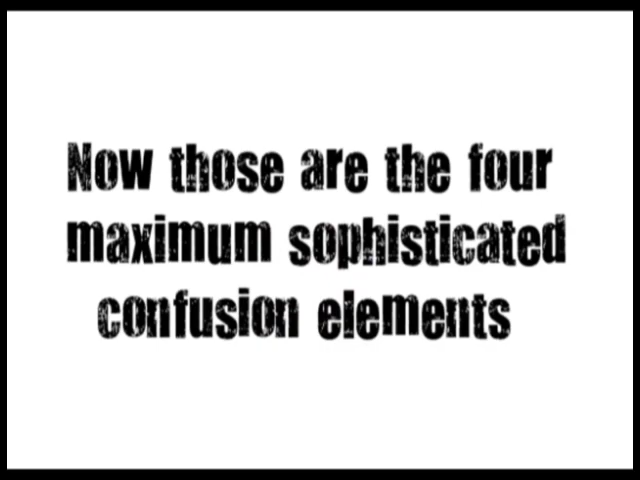 Now those are the four
maximum sophisticated
confusion elements